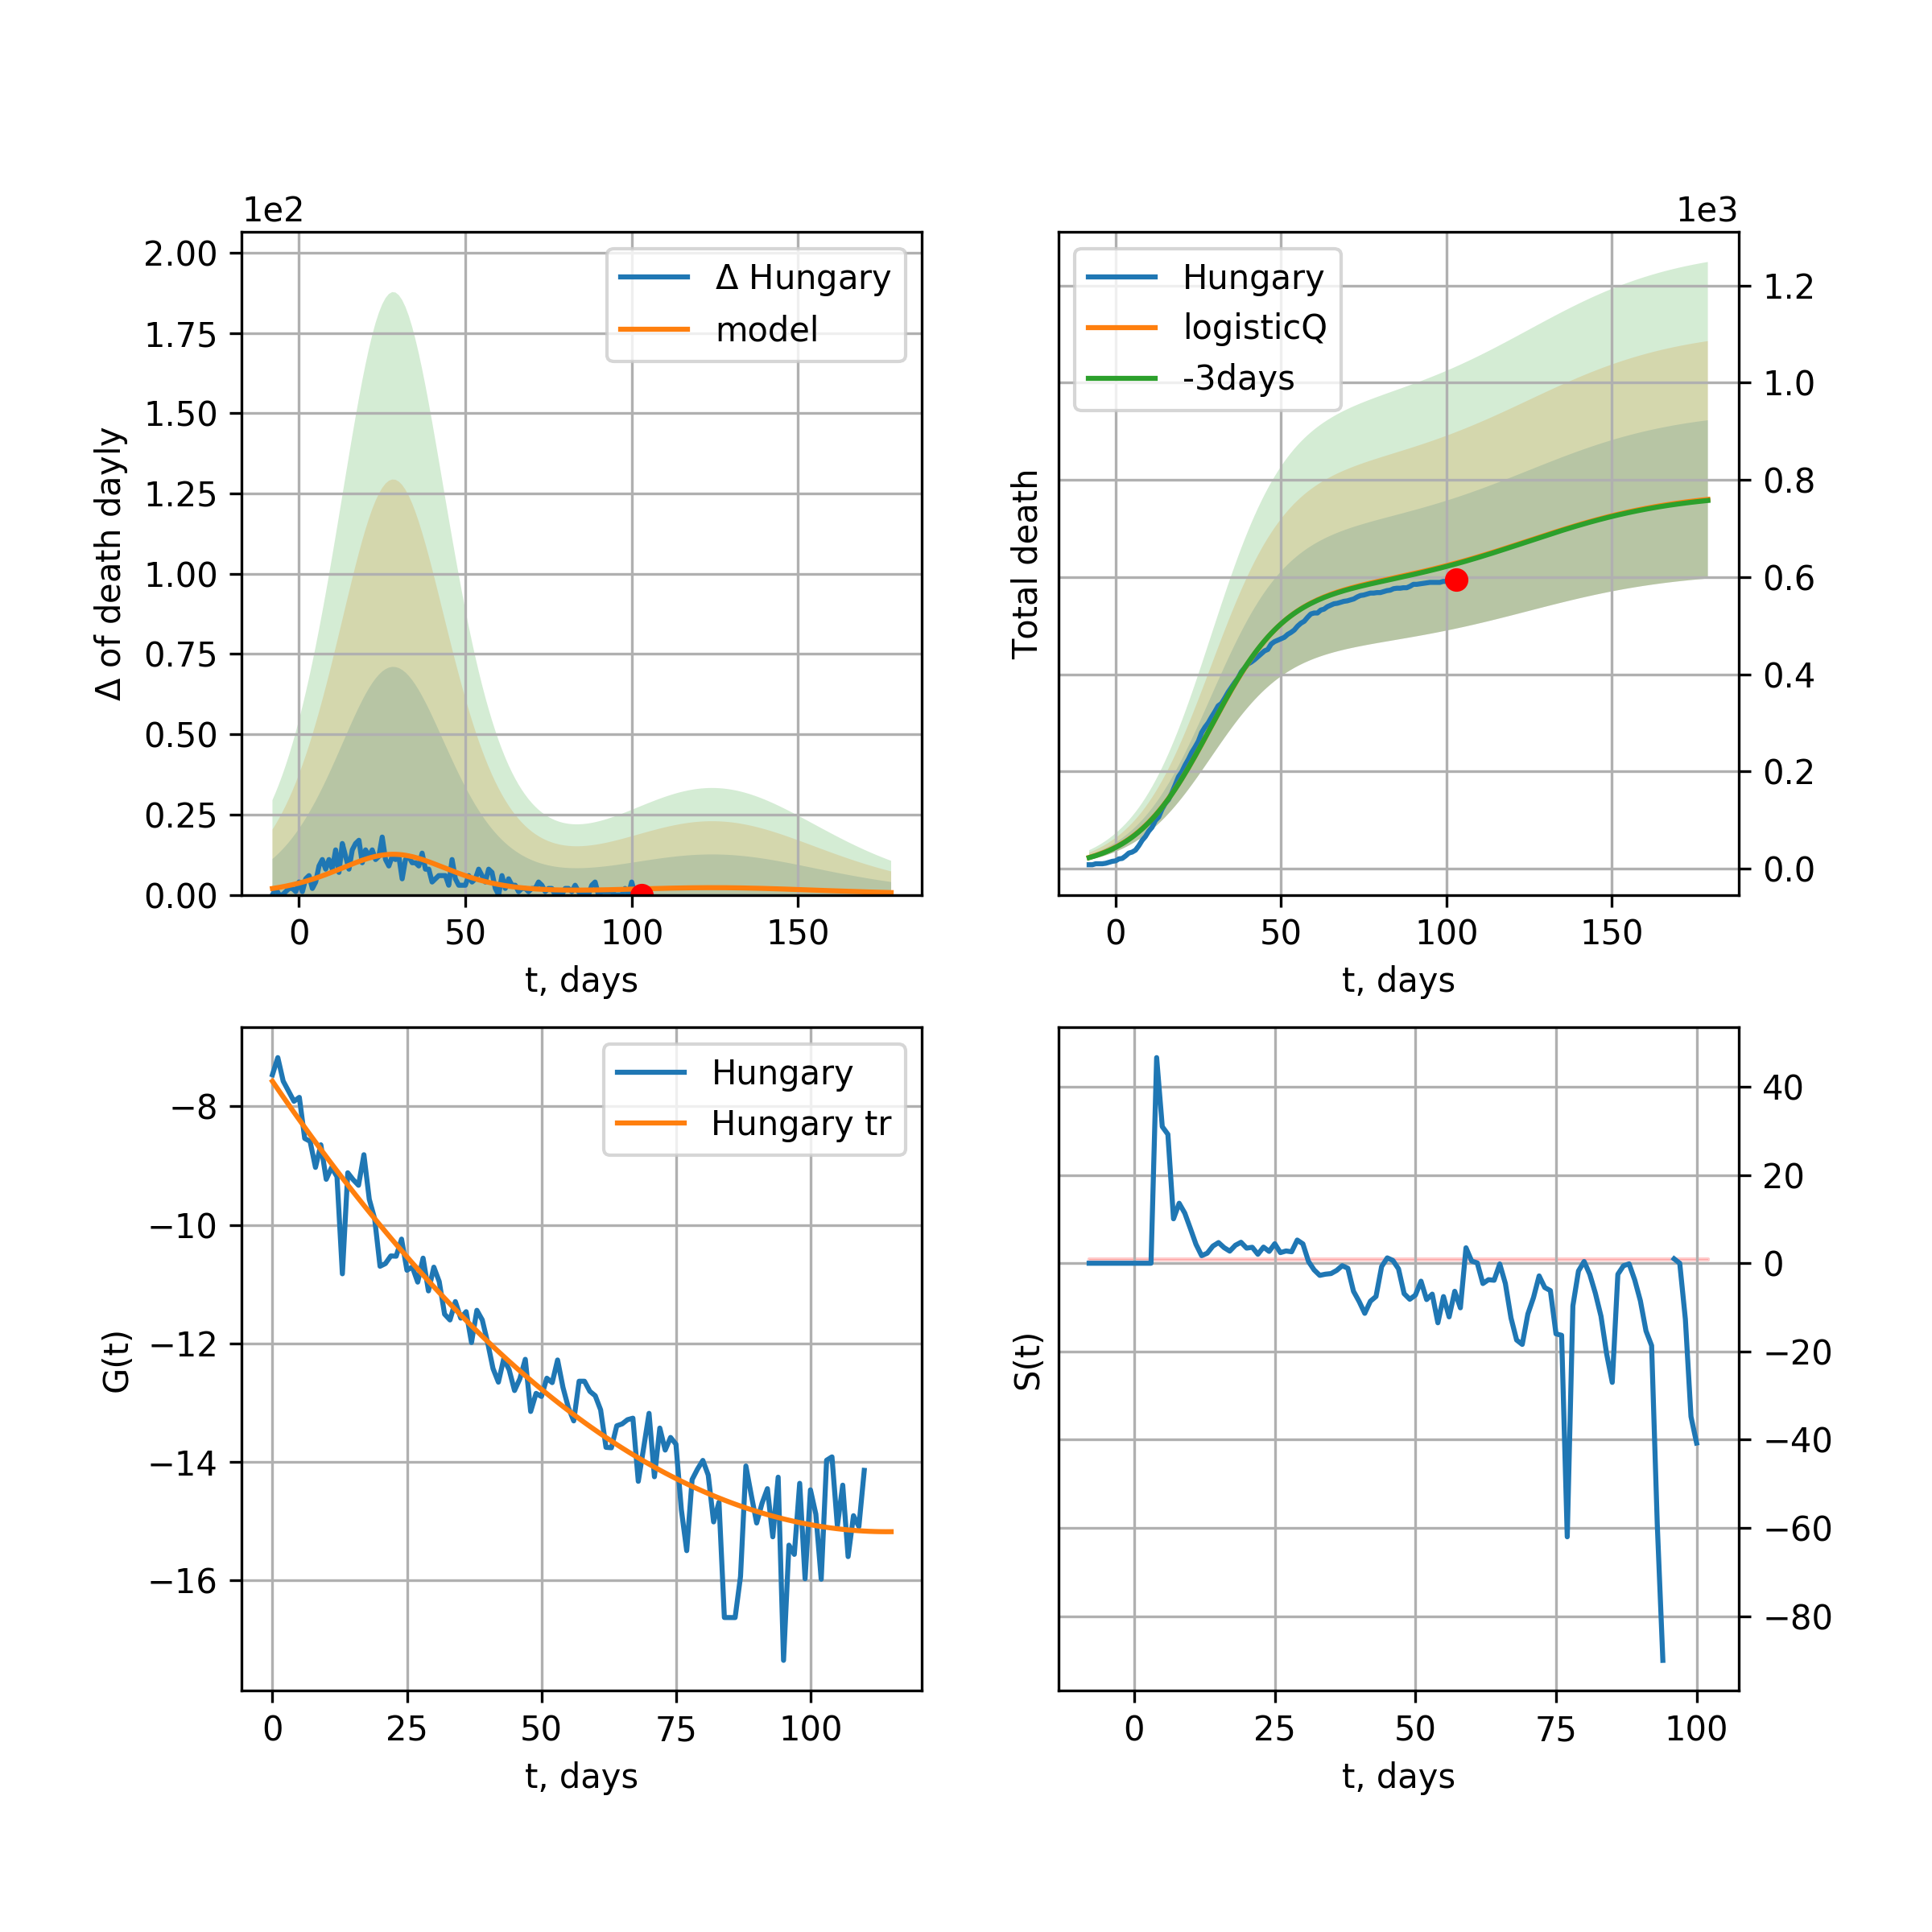 1e2
2.00
1.75
1.50
1.25
1.00
0.75
0.50
0.25
0.00
Δ of death dayly
Δ Hungary
model
0 50 100 150
t, days
1e3
Hungary
logisticQ
-3days
Total death
1.2
1.0
0.8
0.6
0.4
0.2
0.0
0 50 100 150
t, days
−8
−10
−12
−14
−16
G(t)
Hungary
Hungary tr
0 25 50 75 100
t, days
S(t)
40
20
0
−20
−40
−60
−80
0 25 50 75 100
t, days